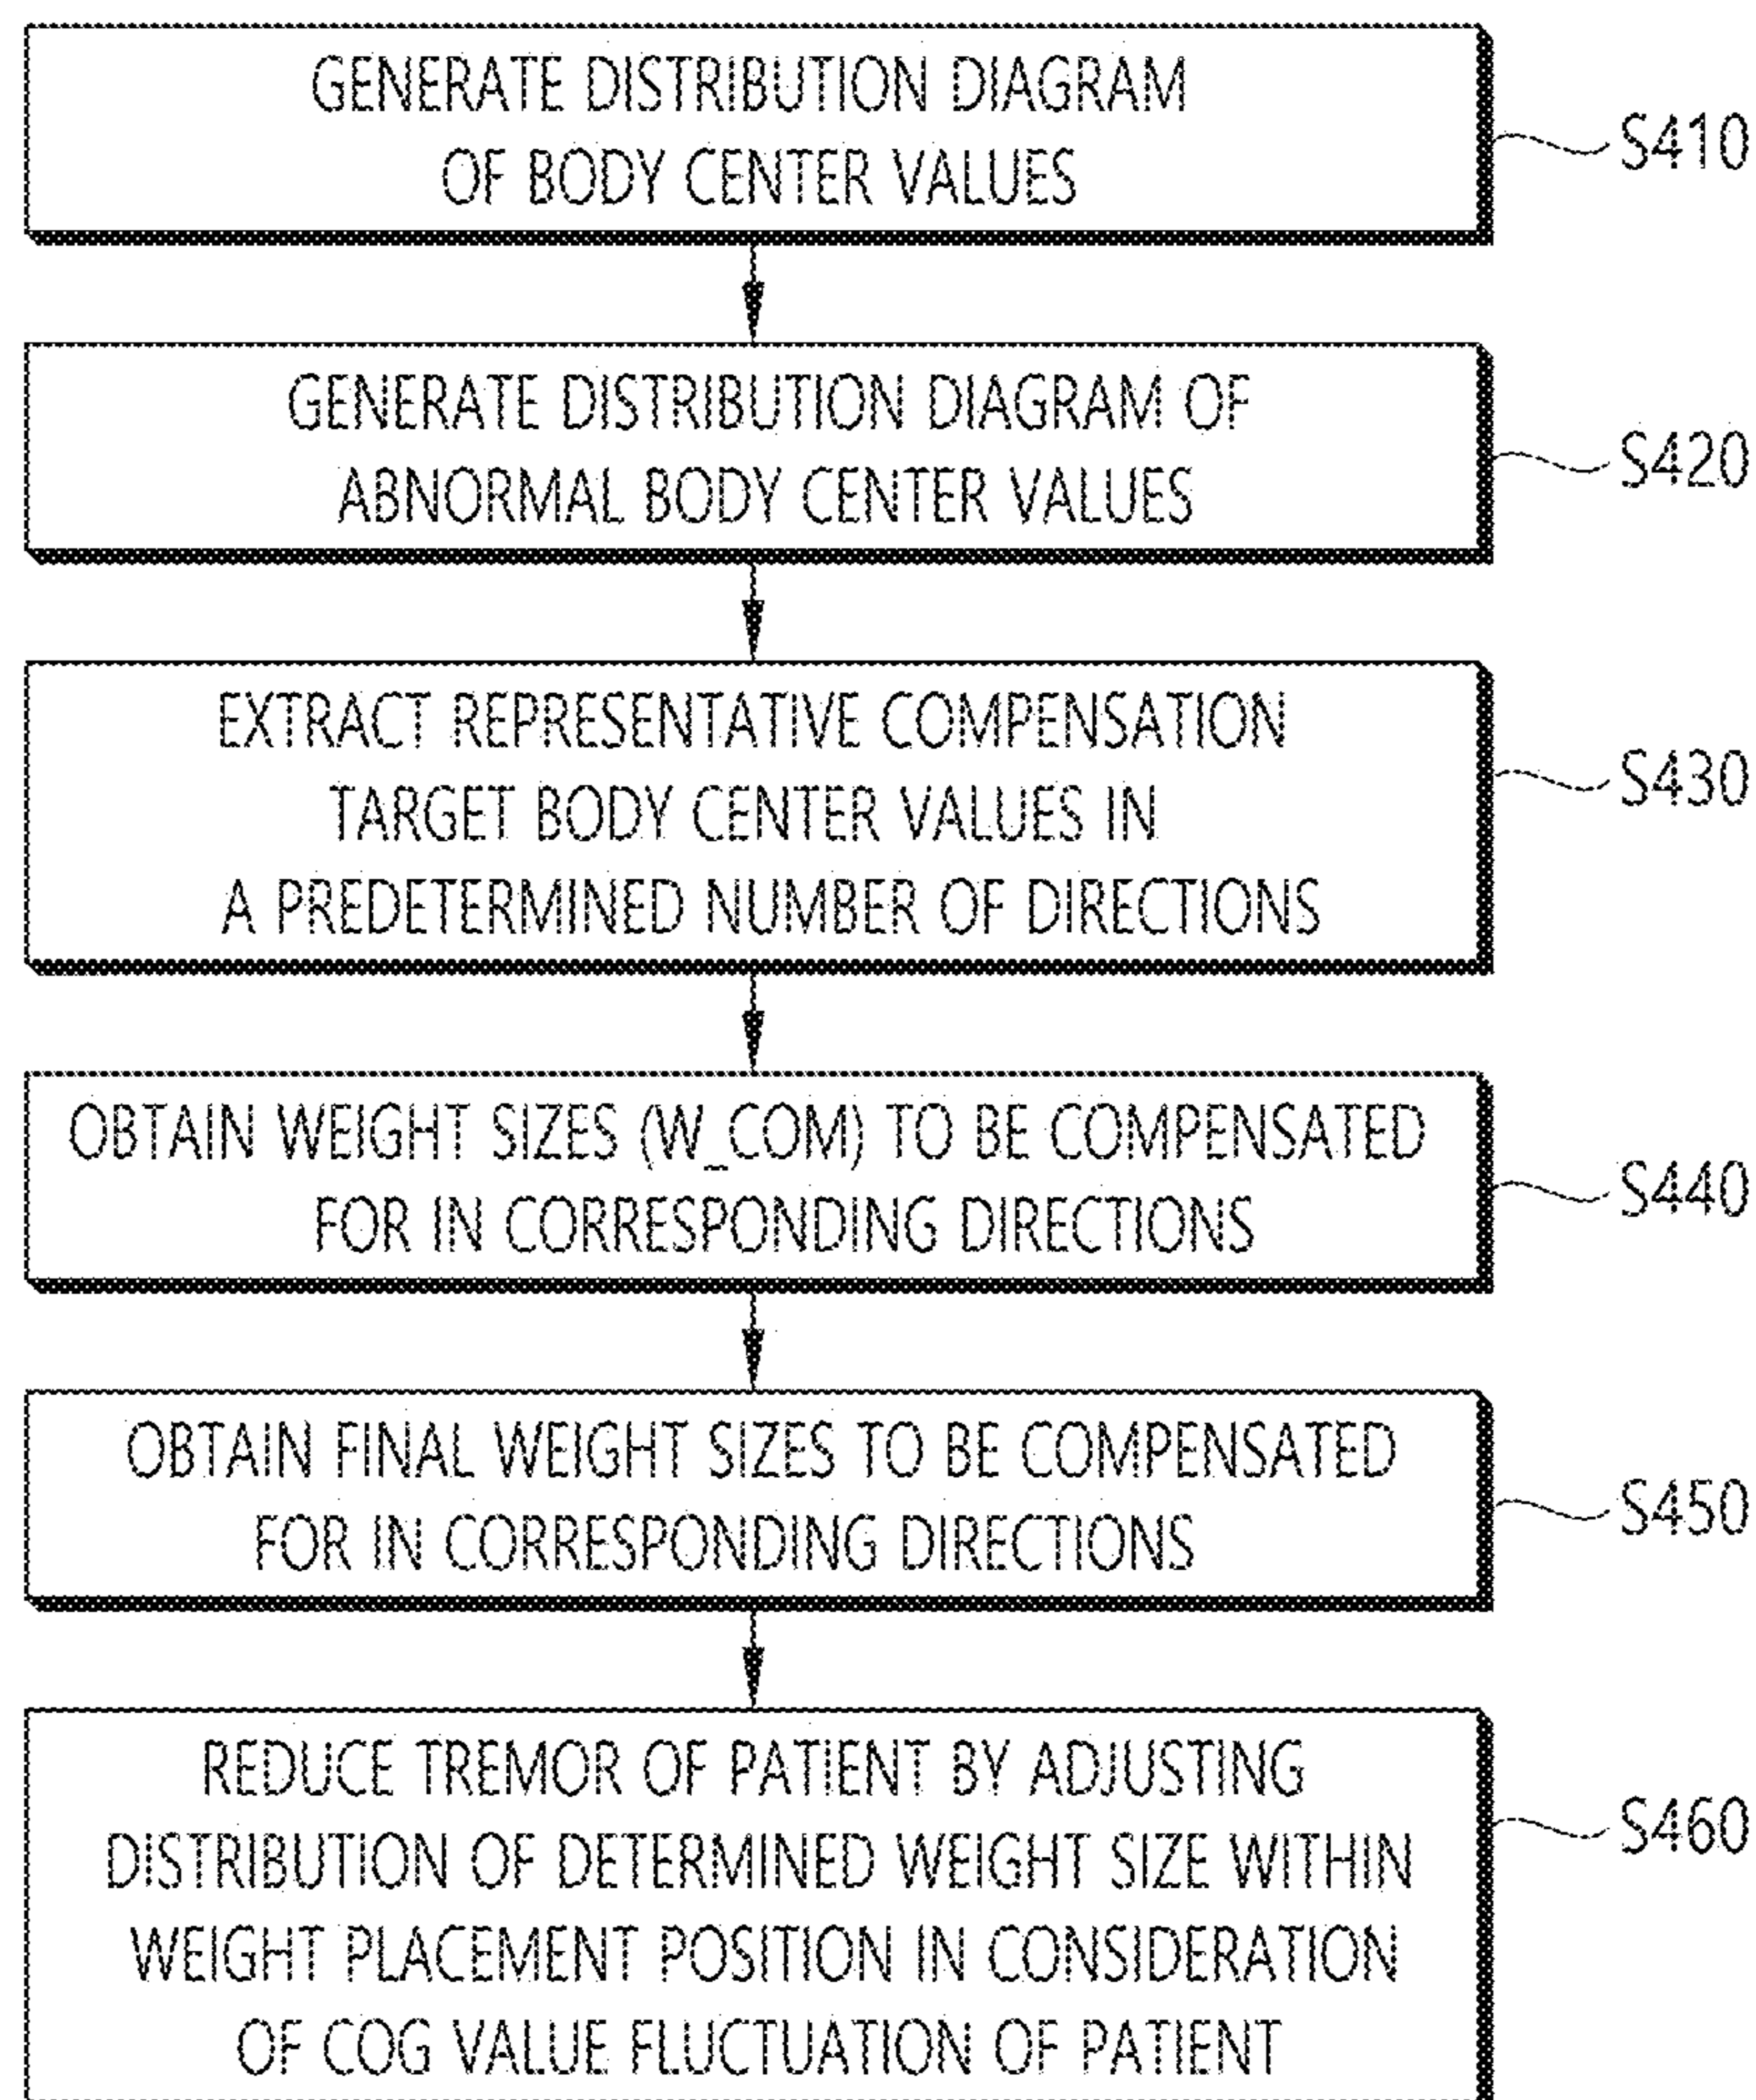 GENERATE DISTRIBUTION DIAGRAM
OF BODY CENTER VALUES
S410
GENERATE DISTRIBUTION DIAGRAM OF
ABNORMAL BODY CENTER VALUES
S420
EXTRACT REPRESENTATIVE COMPENSATION
TARGET BODY CENTER VALUES IN
A PREDETERMINED NUMBER OF DIRECTIONS
S430
OBTAIN WEIGHT SIZES (W_COM) TO BE COMPENSATED
FOR IN CORRESPONDING DIRECTIONS
S440
OBTAIN FINAL WEIGHT SIZES TO BE COMPENSATED
FOR IN CORRESPONDING DIRECTIONS
S450
REDUCE TREMOR OF PATIENT BY ADJUSTING
DISTRIBUTION OF DETERMINED WEIGHT SIZE WITHIN
WEIGHT PLACEMENT POSITION IN CONSIDERATION
OF COG VALUE FLUCTUATION OF PATIENT
S460